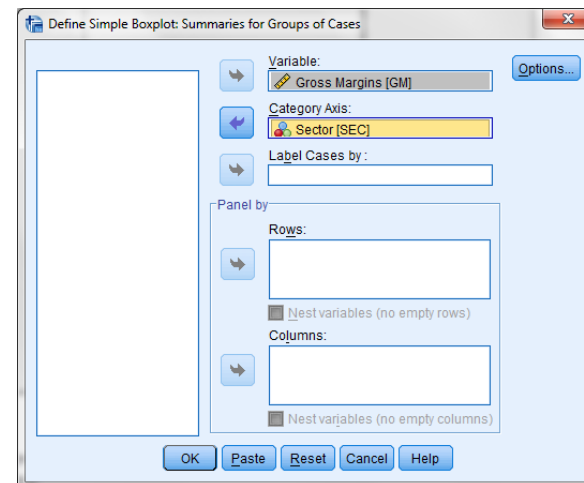 Define Simple Boxplot: Summaries for Groups of Cases
Variable:
Gross Margins [GM]
Options...
Category Axis:
Sector [SEC]
Label Cases by :
Panel by
Rows:
Nest variables (no empty rows)
Columns:
Nest variables (no empty columns)
OK Paste Reset Cancel Help